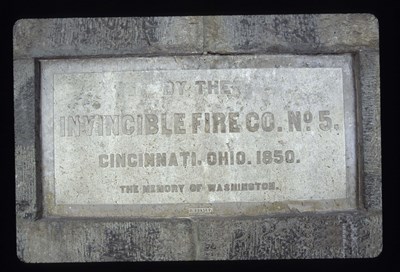 BY THE
INVINCIBLE FIRE CO. Nº 5.
CINCINNATI. OHIO. 1850.
THE MEMORY OF WASHINGTON.